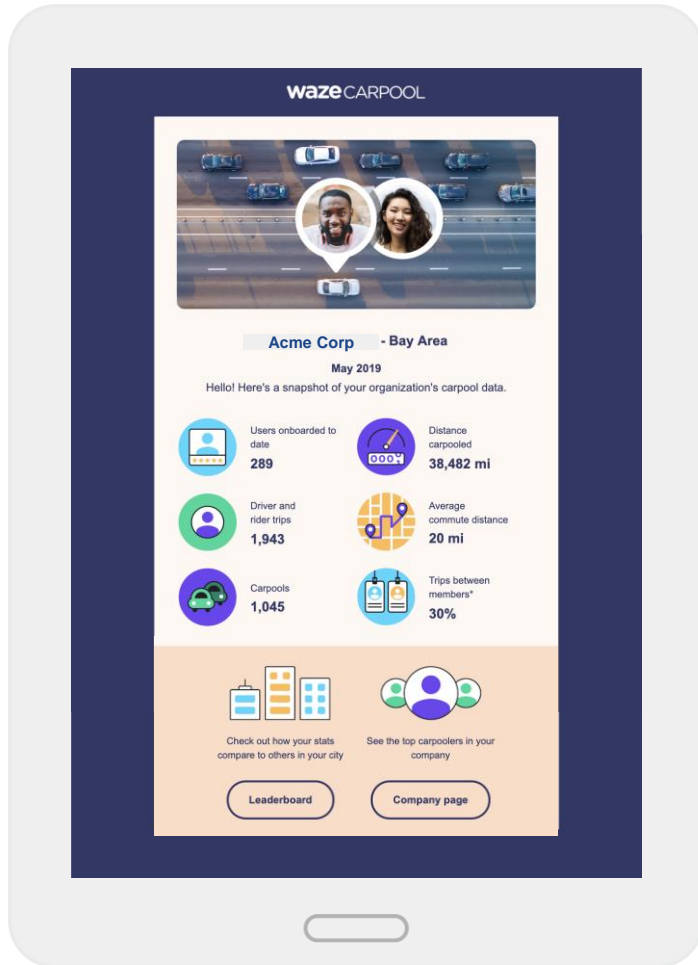 waze CARPOOL
Acme Corp - Bay Area
May 2019
Hello! Here's a snapshot of your organization's carpool data.
Users onboarded to
date
289
Distance
carpooled
38,482 mi
Driver and
rider trips
1,943
Average
commute distance
20 mi
Carpools
1,045
Trips between
members*
30%
Check out how your stats
compare to others in your city
Leaderboard
See the top carpoolers in your
company
Company page